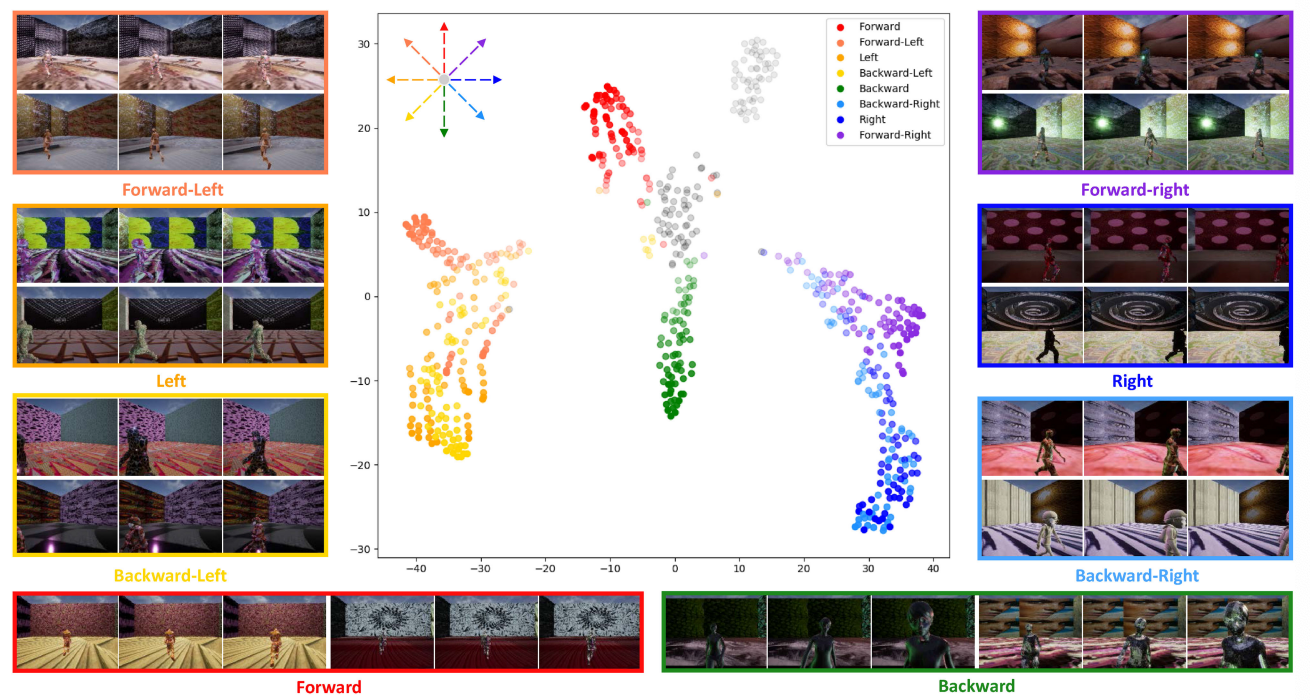 Forward-Left
Left
Backward-Left
30
20
10
0
−10
−20
−30
−40
−30
−20
−10
0
10
20
30
40
Forward
Forward-Left
Left
Backward-Left
Backward
Backward-Right
Right
Forward-Right
Forward-right
Right
Backward-Right
Forward
Backward